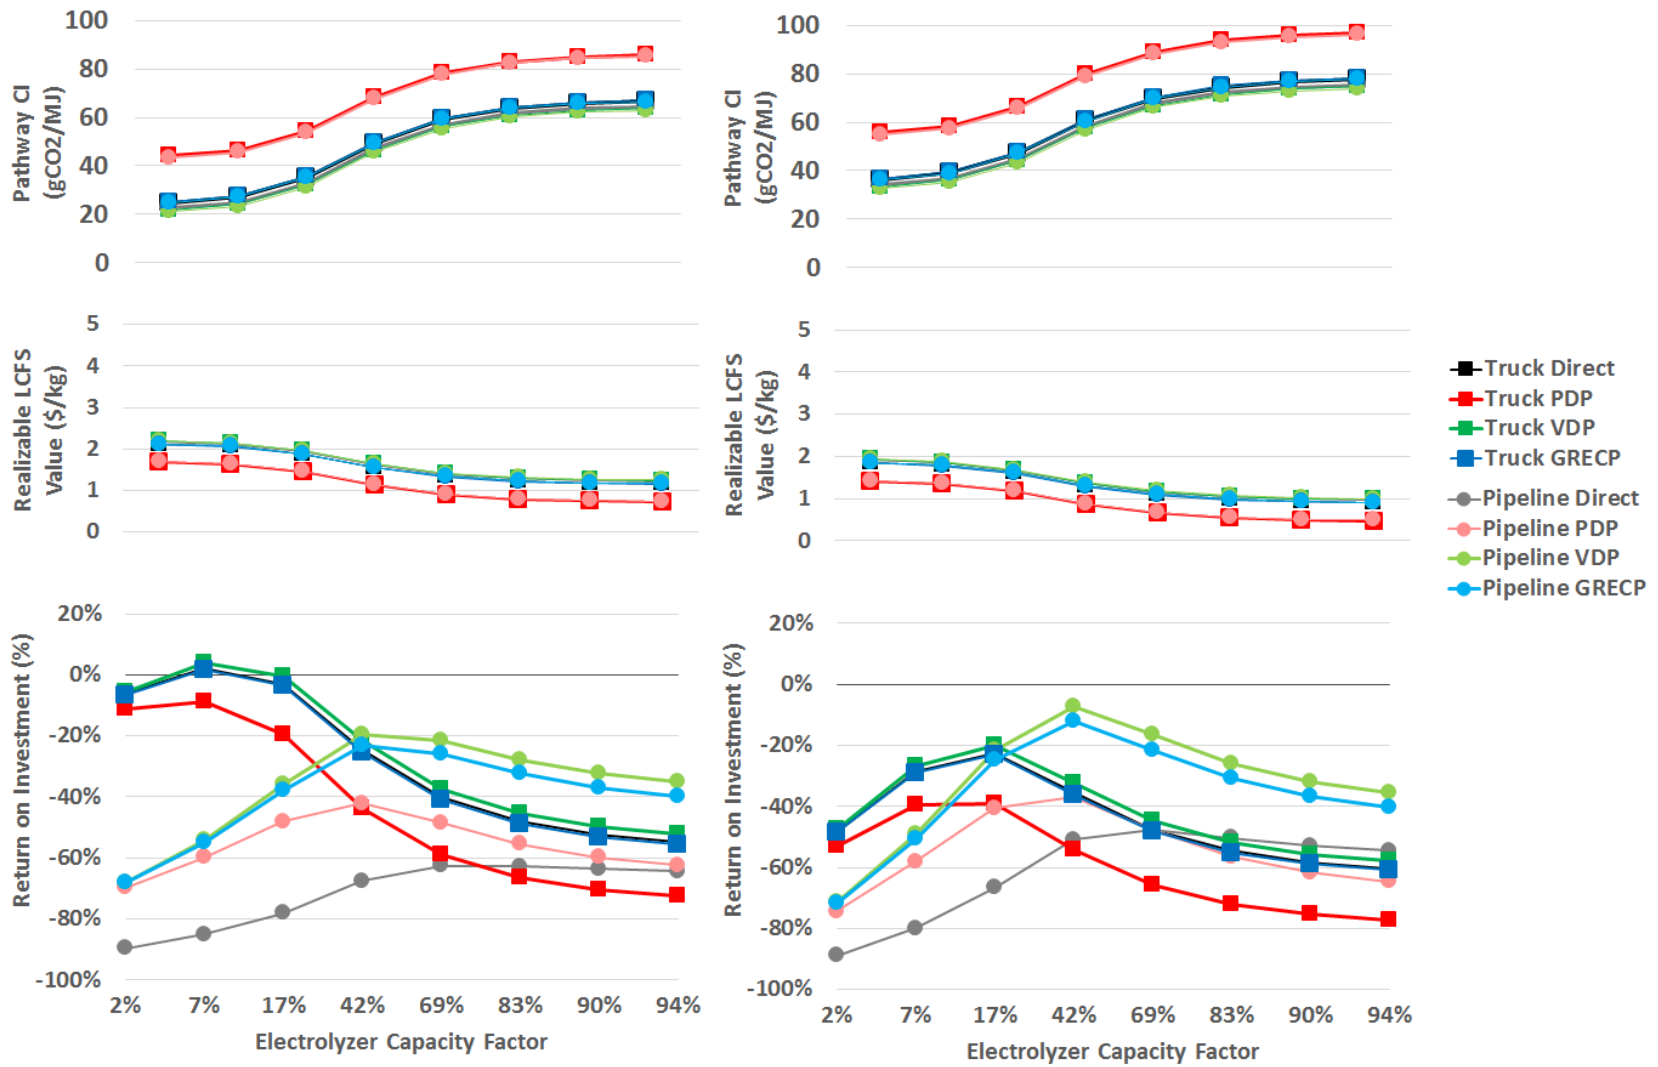 Pathway CI
(gCO2/MJ)
100
80
60
40
20
0
Realizable LCFS
Value ($/kg)
5
4
3
2
1
0
Return on Investment (%)
20%
0%
-20%
-40%
-60%
-80%
-100%
2% 7% 17% 42% 69% 83% 90% 94%
Electrolyzer Capacity Factor
Pathway CI
(gCO2/MJ)
100
80
60
40
20
0
Realizable LCFS
Value ($/kg)
5
4
3
2
1
0
Return on Investment (%)
20%
0%
-20%
-40%
-60%
-80%
-100%
2% 7% 17% 42% 69% 83% 90% 94%
Electrolyzer Capacity Factor
Truck Direct
Truck PDP
Truck VDP
Truck GRECP
Pipeline Direct
Pipeline PDP
Pipeline VDP
Pipeline GRECP